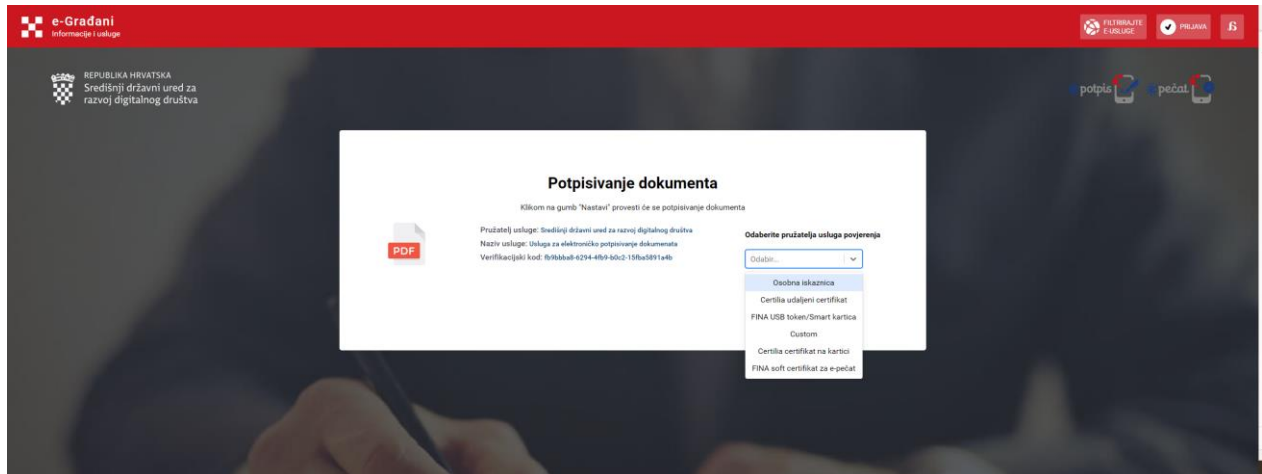 e-Građani
Informacije i usluge
FILTRIRAJTE
E-USLUGE
PRIJAVA
REPUBLIKA HRVATSKA
Središnji državni ured za
razvoj digitalnog društva
e potpis
e pečat
Potpisivanje dokumenta
Klikom na gumb "Nastavi" provesti će se potpisivanje dokumenta
PDF
Pružatelj usluge: Središnji državni ured za razvoj digitalnog društva
Naziv usluge: Usluga za elektroničko potpisivanje dokumenata
Verifikacijski kod: fb9bbba8-6294-4fb9-b0c2-15fba5891a4b
Odaberite pružatelja usluga povjerenja
Odabir...
Osobna iskaznica
Certilia udaljeni certifikat
FINA USB token/Smart kartica
Custom
Certilia certifikat na kartici
FINA soft certifikat za e-pečat